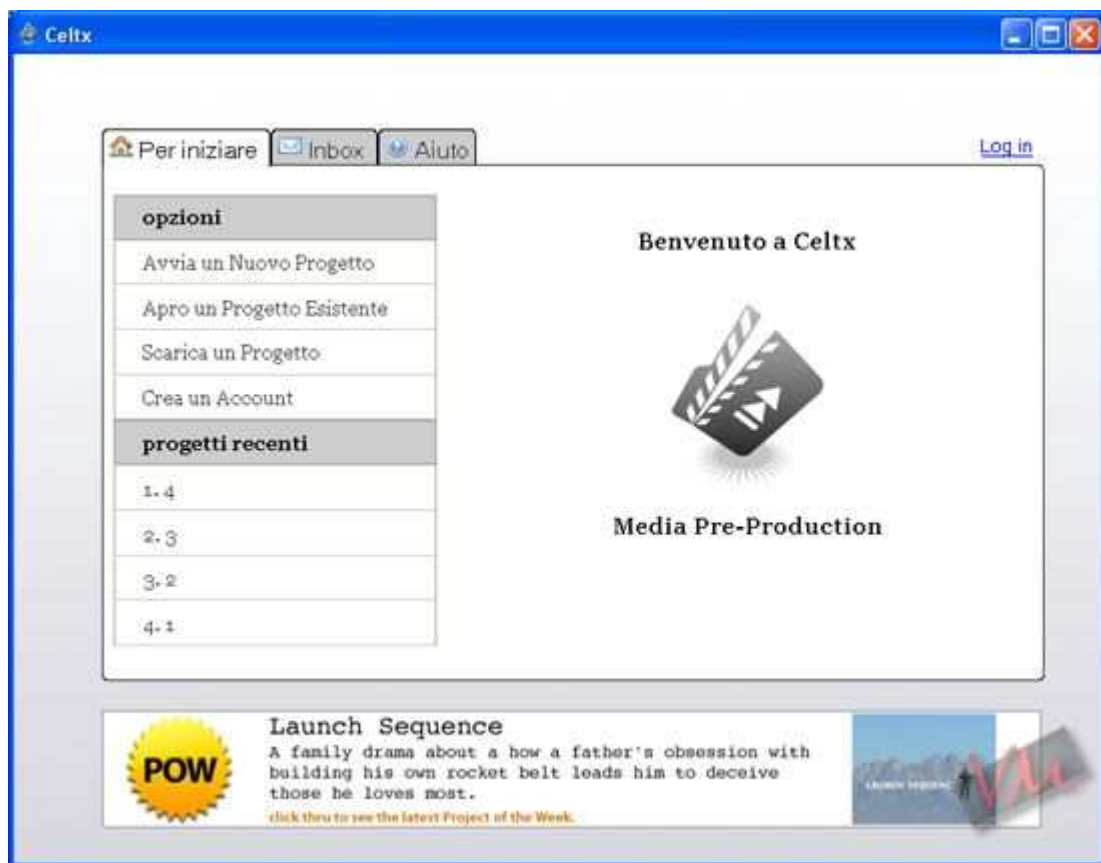 Celtx
Per iniziare
Inbox
Aiuto
Log in
opzioni
Avvia un Nuovo Progetto
Apro un Progetto Esistente
Scarica un Progetto
Crea un Account
progetti recenti
1. 4
2. 3
3. 2
4. 1
Benvenuto a Celtx
Media Pre-Production
POW
Launch Sequence
A family drama about a how a father's obsession with
building his own rocket belt leads him to deceive
those he loves most.
click thru to see the latest Project of the Week.
LAUNCH SEQUENCE